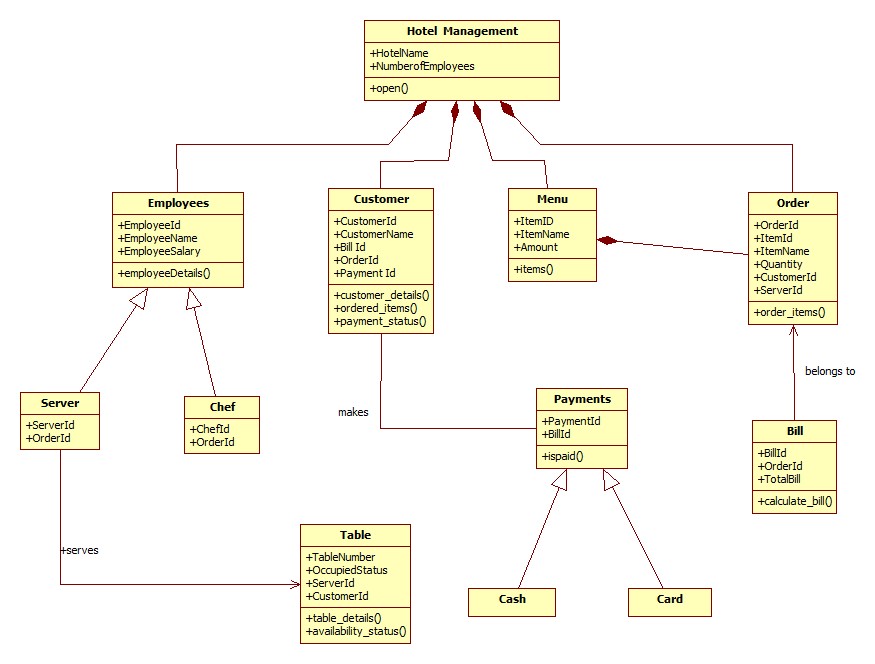 Hotel Management
+HotelName
+NumberofEmployees
+open()
Employees
+EmployeeId
+EmployeeName
+EmployeeSalary
+employeeDetails()
Customer
+CustomerId
+CustomerName
+Bill Id
+OrderId
+Payment Id
+customer_details()
+ordered_items()
+payment_status()
Menu
+ItemID
+ItemName
+Amount
+items()
Order
+OrderId
+ItemId
+ItemName
+Quantity
+CustomerId
+ServerId
+order_items()
belongs to
Server
+ServerId
+OrderId
Chef
+ChefId
+OrderId
makes
Payments
+PaymentId
+BillId
+ispaid()
Bill
+BillId
+OrderId
+TotalBill
+calculate_bill()
+serves
Table
+TableNumber
+OccupiedStatus
+ServerId
+CustomerId
+table_details()
+availability_status()
Cash
Card